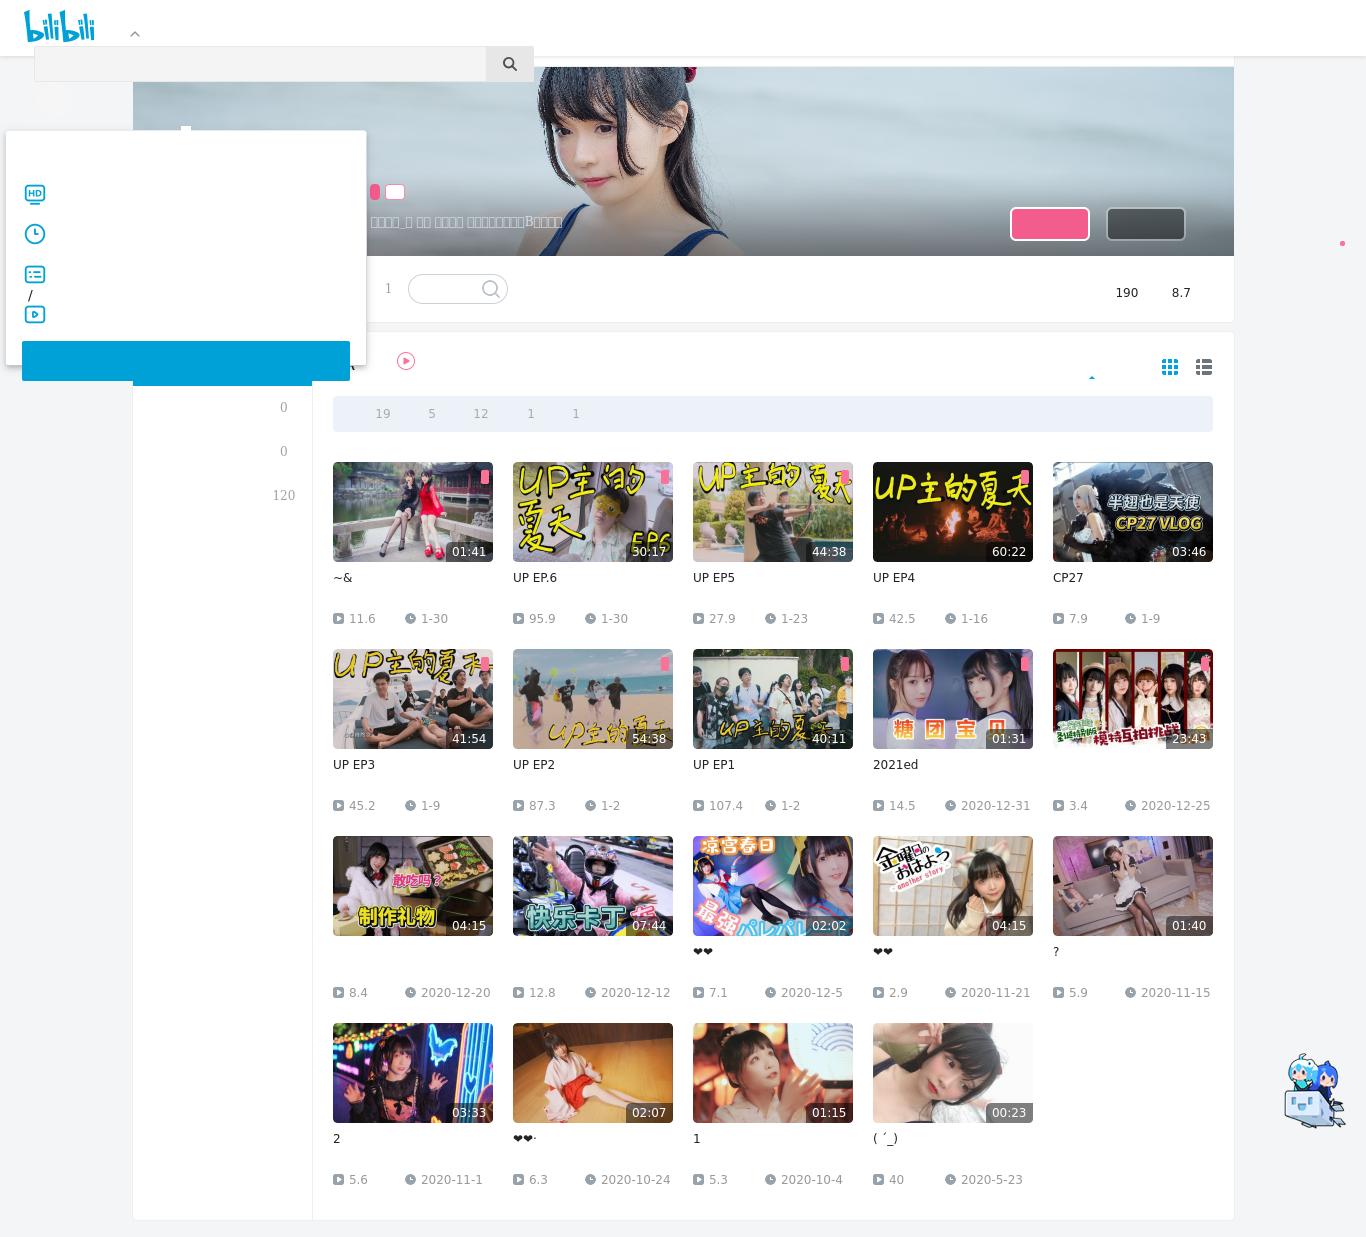 bilibili
HD
/
B
1
190 8.7
19 5 12 1 1
0
0
120
UP主的夏天
UP主的夏天
EP6
UP主的夏天
UP主的夏天
半翅也是天使
CP27 VLOG
01:41
30:17
44:38
60:22
03:46
~&
UP EP.6
UP EP5
UP EP4
CP27
11.6 1-30
95.9 1-30
27.9 1-23
42.5 1-16
7.9 1-9
UP主的夏天
UP主的夏天
UP主的夏天
糖团宝贝
模特互拍挑战
41:54
54:38
40:11
01:31
23:43
UP EP3
UP EP2
UP EP1
2021ed
45.2 1-9
87.3 1-2
107.4 1-2
14.5 2020-12-31
3.4 2020-12-25
敢吃吗?
制作礼物
快乐卡丁
凉宫春日
最强
パレパレ
金曜日の
おはよう
another story
04:15
07:44
02:02
04:15
01:40
❤❤
❤❤
?
8.4 2020-12-20
12.8 2020-12-12
7.1 2020-12-5
2.9 2020-11-21
5.9 2020-11-15
03:33
02:07
01:15
00:23
2
❤❤·
1
( ´_)
5.6 2020-11-1
6.3 2020-10-24
5.3 2020-10-4
40 2020-5-23